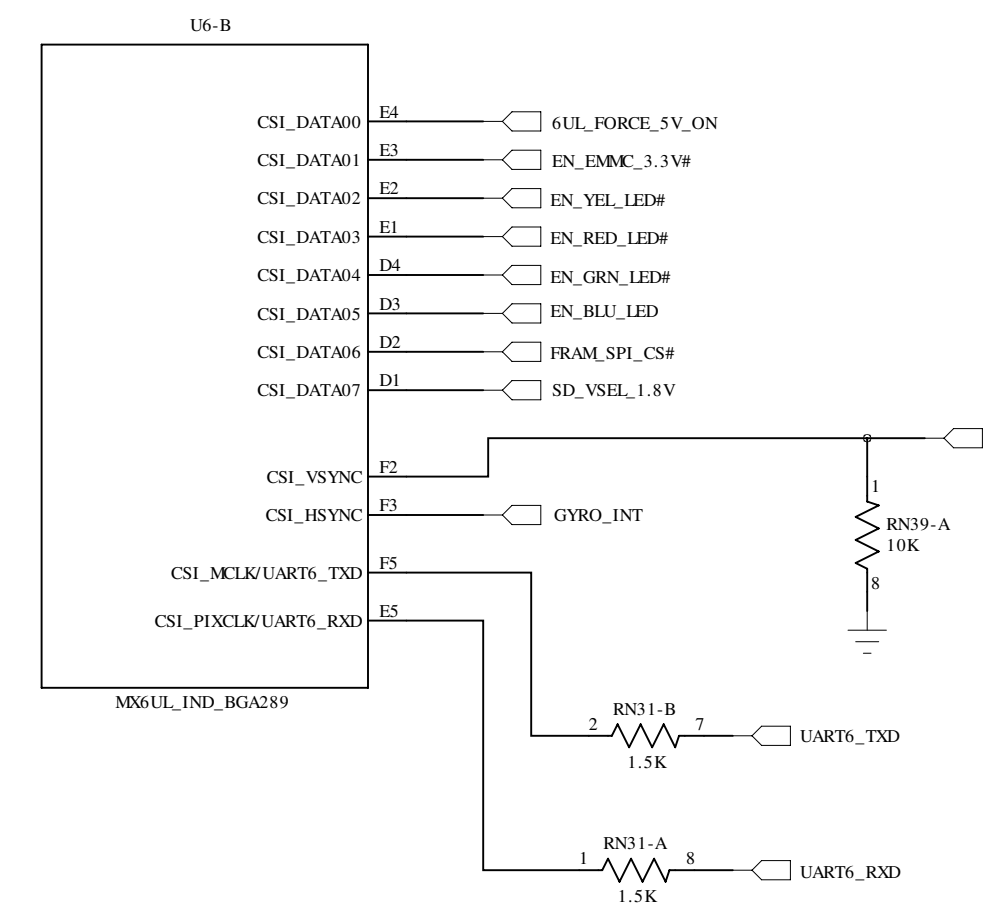 U6-B
CSI_DATA00 E4 6UL_FORCE_5V_ON
CSI_DATA01 E3 EN_EMMC_3.3V#
CSI_DATA02 E2 EN_YEL_LED#
CSI_DATA03 E1 EN_RED_LED#
CSI_DATA04 D4 EN_GRN_LED#
CSI_DATA05 D3 EN_BLU_LED
CSI_DATA06 D2 FRAM_SPI_CS#
CSI_DATA07 D1 SD_VSEL_1.8V
CSI_VSYNC F2
1
CSI_HSYNC F3 GYRO_INT
RN39-A
10K
8
CSI_MCLK/UART6_TXD F5
CSI_PIXCLK/UART6_RXD E5
MX6UL_IND_BGA289
RN31-B
2 7 UART6_TXD
1.5K
RN31-A
1 8 UART6_RXD
1.5K